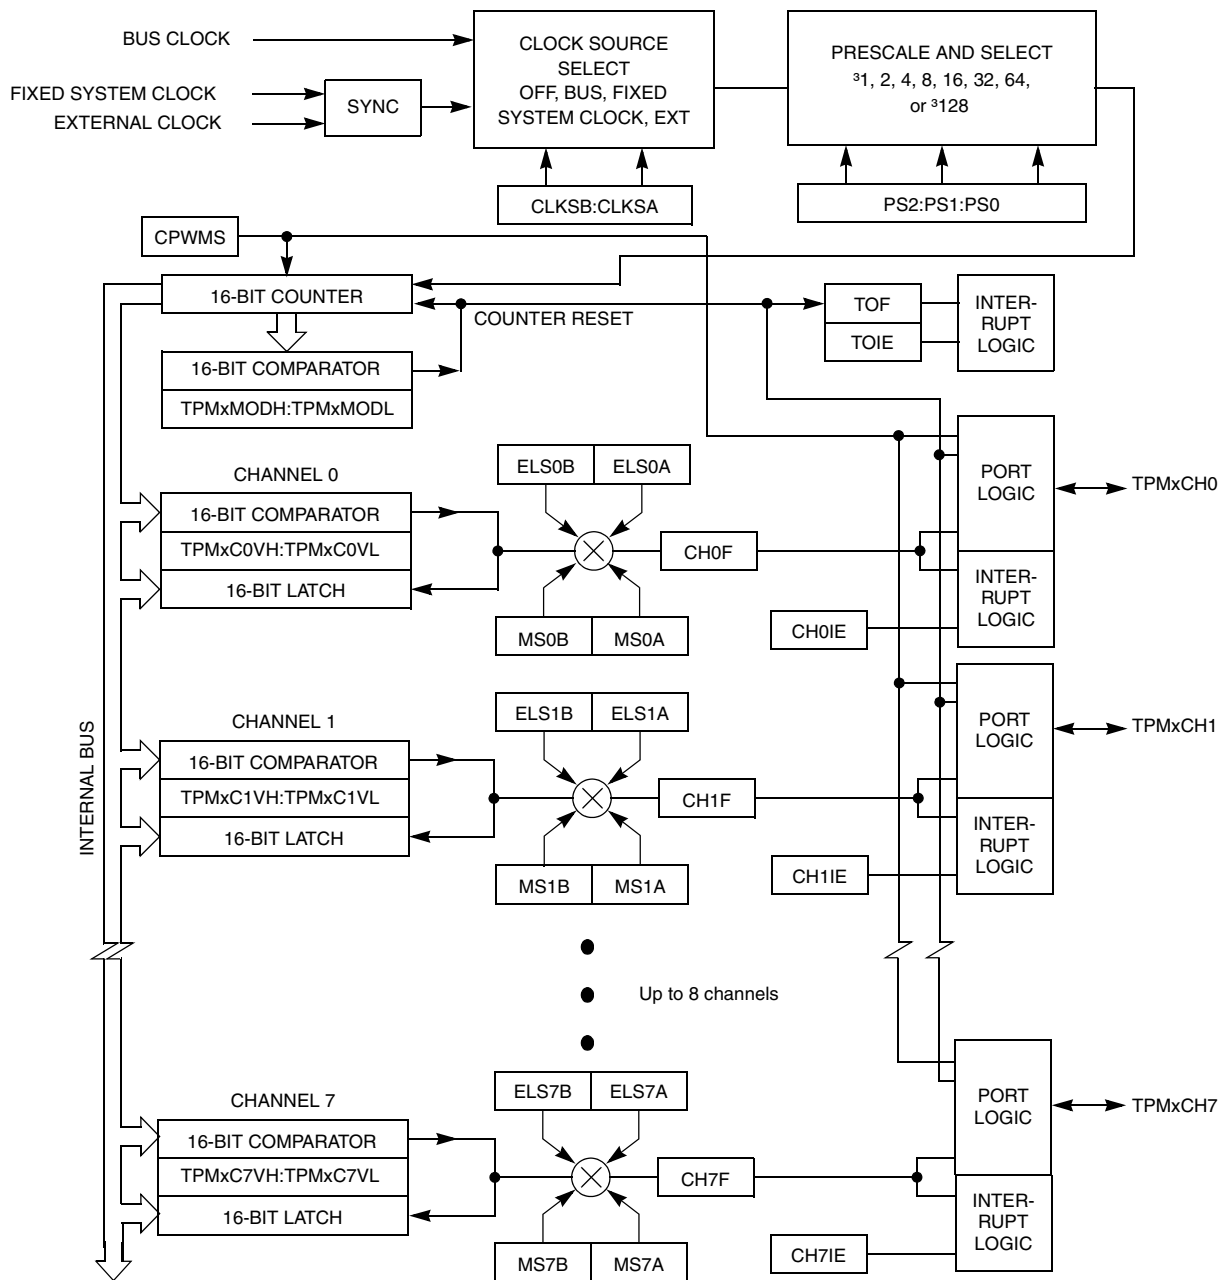 BUS CLOCK
FIXED SYSTEM CLOCK
EXTERNAL CLOCK
SYNC
CLOCK SOURCE
SELECT
OFF, BUS, FIXED
SYSTEM CLOCK, EXT
PRESCALE AND SELECT
³1, 2, 4, 8, 16, 32, 64,
or ³128
CLKSB:CLKSA
PS2:PS1:PS0
CPWMS
16-BIT COUNTER
COUNTER RESET
TOF
TOIE
INTER-
RUPT
LOGIC
16-BIT COMPARATOR
TPMxMODH:TPMxMODL
INTERNAL BUS
CHANNEL 0
16-BIT COMPARATOR
TPMxC0VH:TPMxC0VL
16-BIT LATCH
ELS0B
ELS0A
MS0B
MS0A
CH0F
CH0IE
PORT
LOGIC
INTER-
RUPT
LOGIC
TPMxCH0
CHANNEL 1
16-BIT COMPARATOR
TPMxC1VH:TPMxC1VL
16-BIT LATCH
ELS1B
ELS1A
MS1B
MS1A
CH1F
CH1IE
PORT
LOGIC
INTER-
RUPT
LOGIC
TPMxCH1
Up to 8 channels
CHANNEL 7
16-BIT COMPARATOR
TPMxC7VH:TPMxC7VL
16-BIT LATCH
ELS7B
ELS7A
MS7B
MS7A
CH7F
CH7IE
PORT
LOGIC
INTER-
RUPT
LOGIC
TPMxCH7